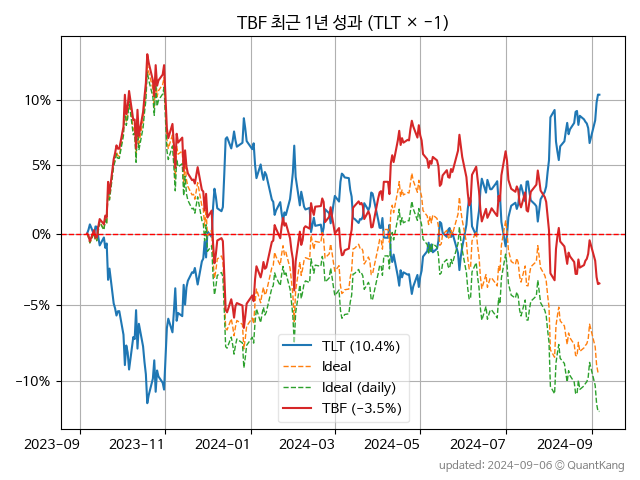 TBF 최근 1년 성과 (TLT × −1)
10%
5%
0%
−5%
−10%
TLT (10.4%)
Ideal
Ideal (daily)
TBF (−3.5%)
2023-09
2023-11
2024-01
2024-03
2024-05
2024-07
2024-09
updated: 2024-09-06 © QuantKang